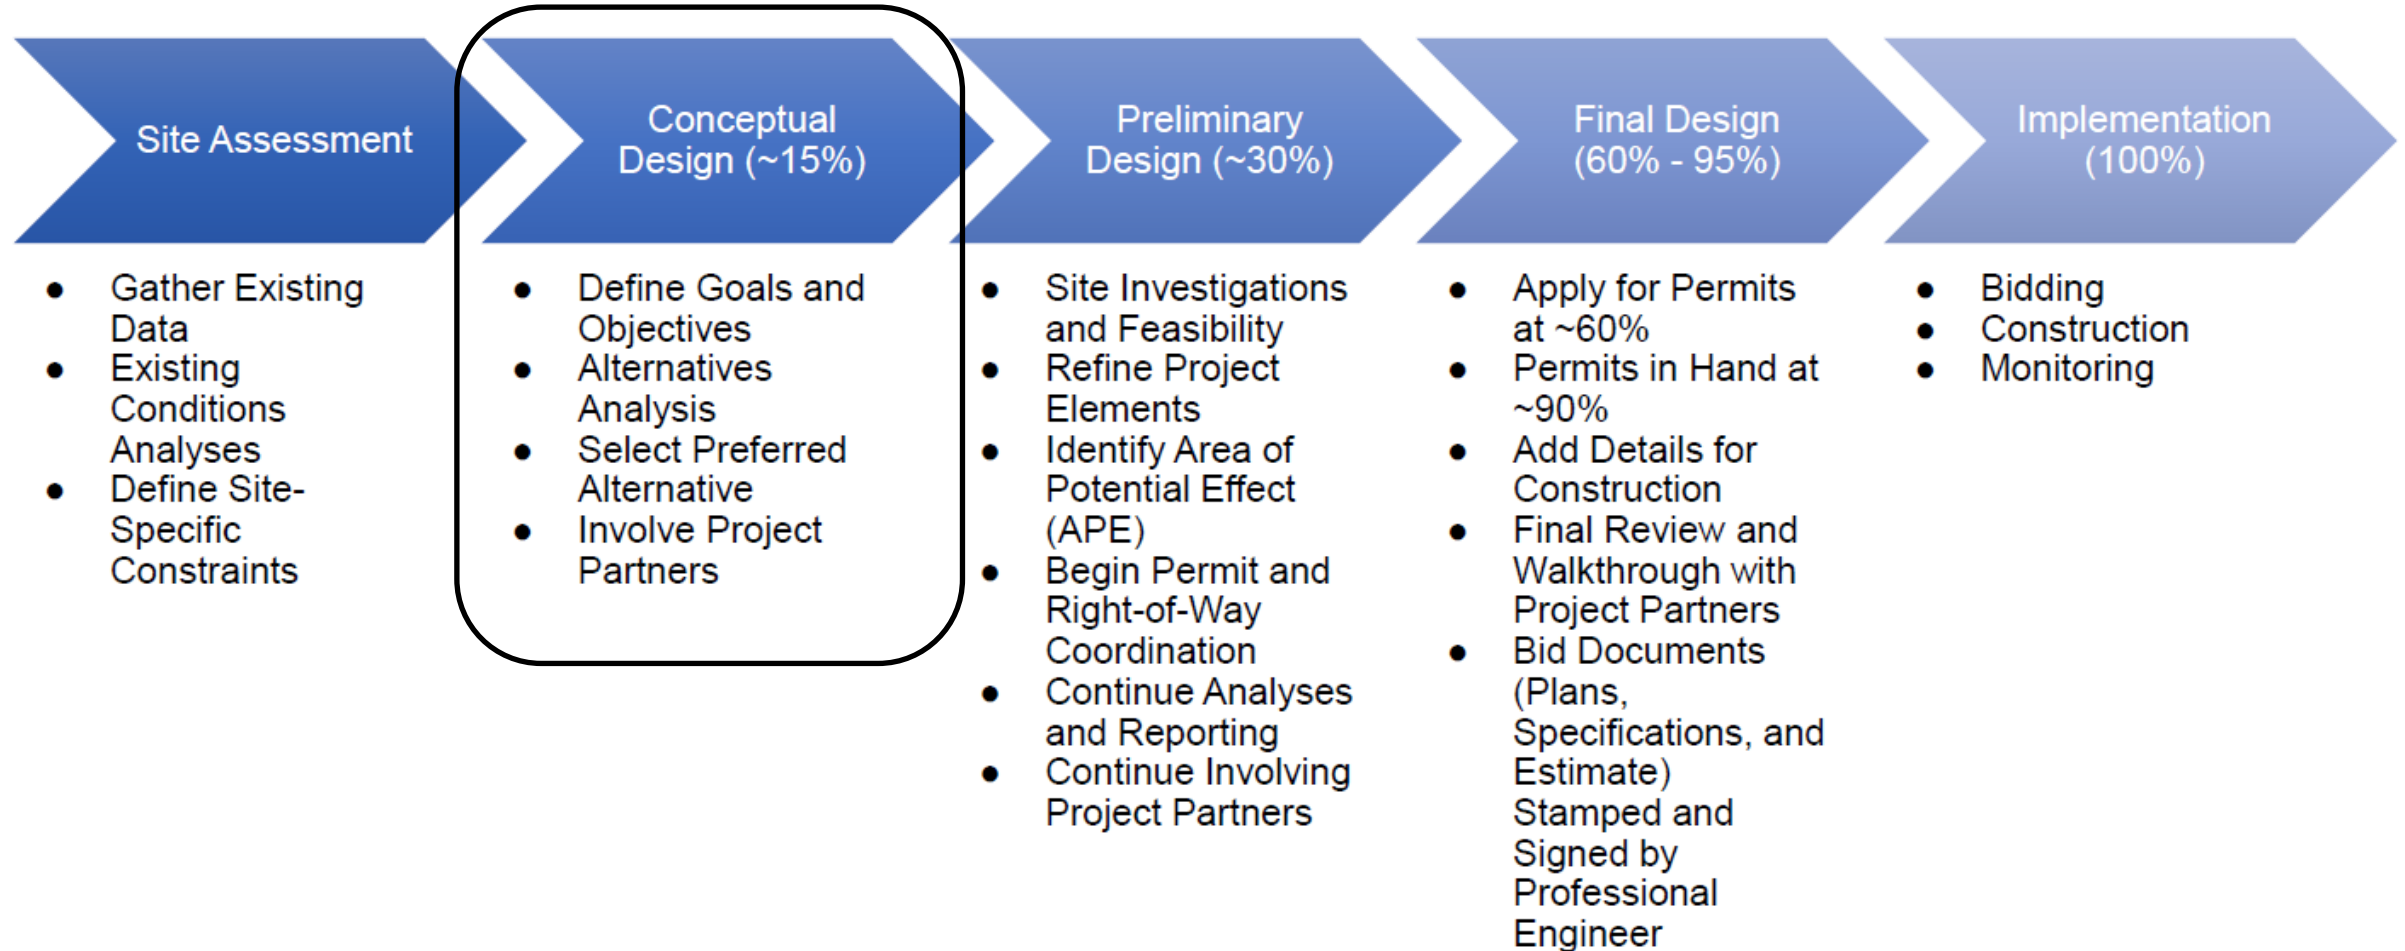 Site Assessment
Conceptual
Design (~15%)
Preliminary
Design (~30%)
Final Design
(60% - 95%)
Implementation
(100%)
● Gather Existing
Data
● Existing
Conditions
Analyses
● Define Site-
Specific
Constraints
● Define Goals and
Objectives
● Alternatives
Analysis
● Select Preferred
Alternative
● Involve Project
Partners
● Site Investigations
and Feasibility
● Refine Project
Elements
● Identify Area of
Potential Effect
(APE)
● Begin Permit and
Right-of-Way
Coordination
● Continue Analyses
and Reporting
● Continue Involving
Project Partners
● Apply for Permits
at ~60%
● Permits in Hand at
~90%
● Add Details for
Construction
● Final Review and
Walkthrough with
Project Partners
● Bid Documents
(Plans,
Specifications, and
Estimate)
Stamped and
Signed by
Professional
Engineer
● Bidding
● Construction
● Monitoring